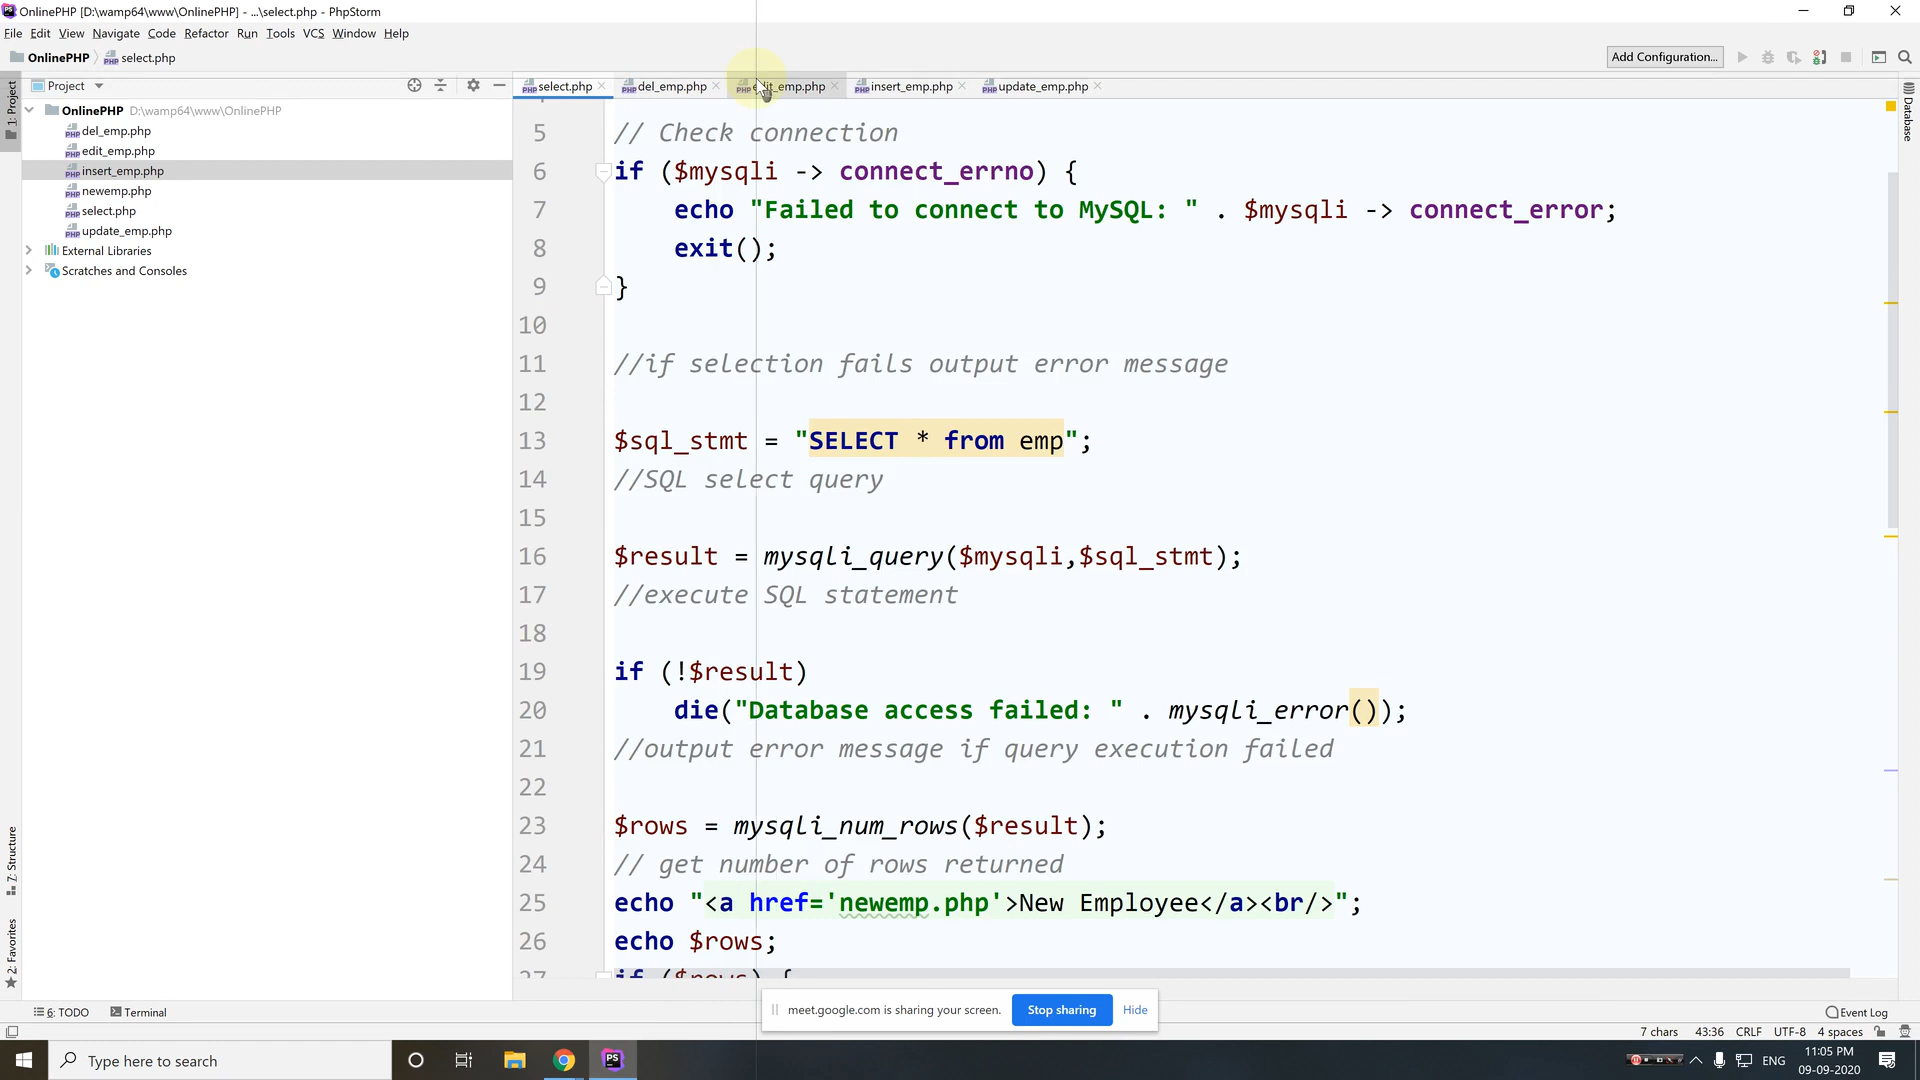 OnlinePHP [D:\wamp64\www\OnlinePHP] - ...\select.php - PhpStorm
File Edit View Navigate Code Refactor Run Tools VCS Window Help
OnlinePHP select.php
Add Configuration...
Project
select.php del_emp.php edit_emp.php insert_emp.php update_emp.php
1: Project
Database
OnlinePHP D:\wamp64\www\OnlinePHP
del_emp.php
edit_emp.php
insert_emp.php
newemp.php
select.php
update_emp.php
External Libraries
Scratches and Consoles
5 // Check connection
6 if ($mysqli -> connect_errno) {
7 echo "Failed to connect to MySQL: " . $mysqli -> connect_error;
8 exit();
9 }
10
11 //if selection fails output error message
12
13 $sql_stmt = "SELECT * from emp";
14 //SQL select query
15
16 $result = mysqli_query($mysqli,$sql_stmt);
17 //execute SQL statement
18
19 if (!$result)
20 die("Database access failed: " . mysqli_error());
21 //output error message if query execution failed
22
23 $rows = mysqli_num_rows($result);
24 // get number of rows returned
25 echo "<a href='newemp.php'>New Employee</a><br/>";
26 echo $rows;
27 if ($rows) {
7: Structure
2: Favorites
meet.google.com is sharing your screen. Stop sharing Hide
6: TODO Terminal
Event Log
7 chars 43:36 CRLF UTF-8 4 spaces
Type here to search
PS
ENG
11:05 PM
09-09-2020